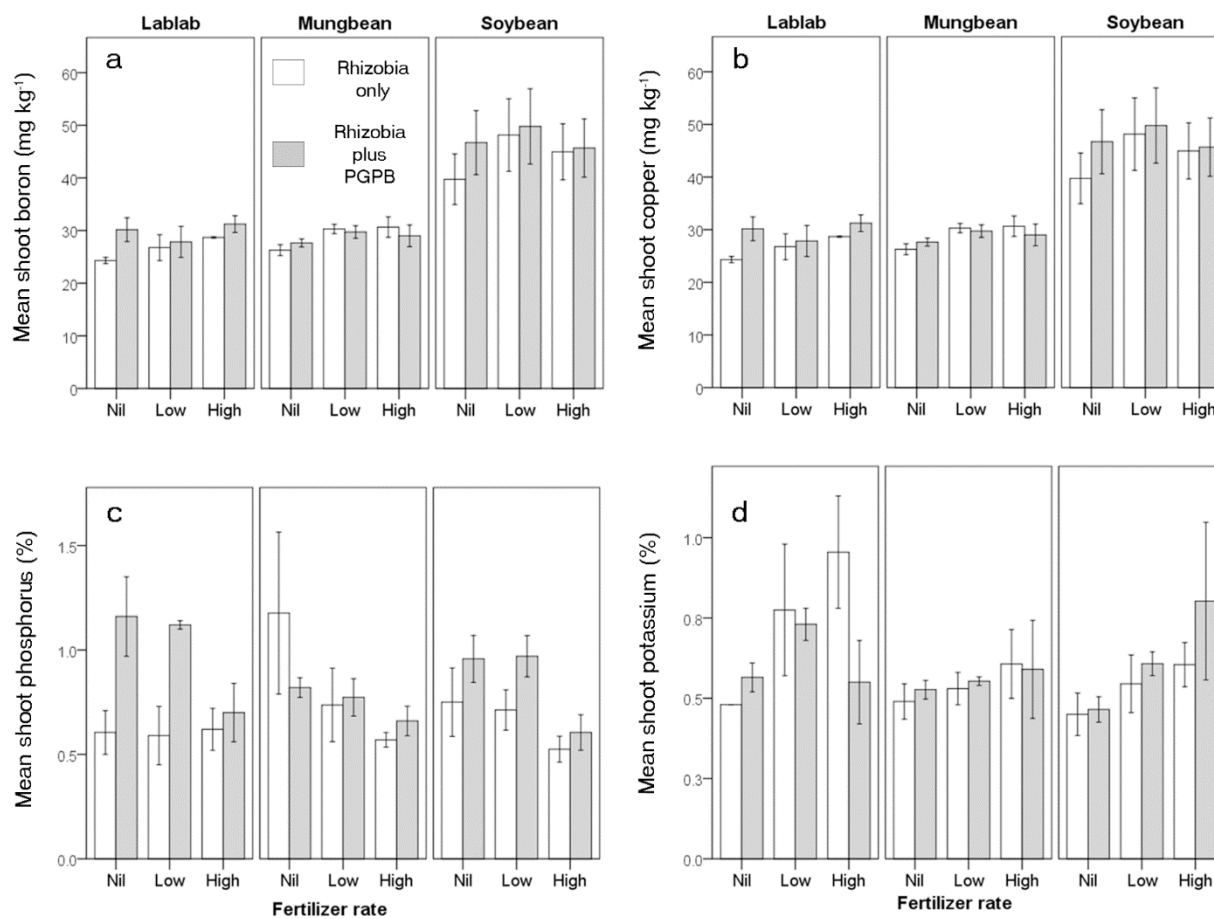 Lablab Mungbean Soybean
a
Rhizobia
only
Rhizobia
plus
PGPB
Mean shoot boron (mg kg⁻¹)
60
50
40
30
20
10
0
Nil Low High Nil Low High Nil Low High
Lablab Mungbean Soybean
b
Mean shoot copper (mg kg⁻¹)
60
50
40
30
20
10
0
Nil Low High Nil Low High Nil Low High
c
Mean shoot phosphorus (%)
1.5
1.0
0.5
0.0
Nil Low High Nil Low High Nil Low High
Fertilizer rate
d
Mean shoot potassium (%)
1.0
0.8
0.5
0.3
0.0
Nil Low High Nil Low High Nil Low High
Fertilizer rate